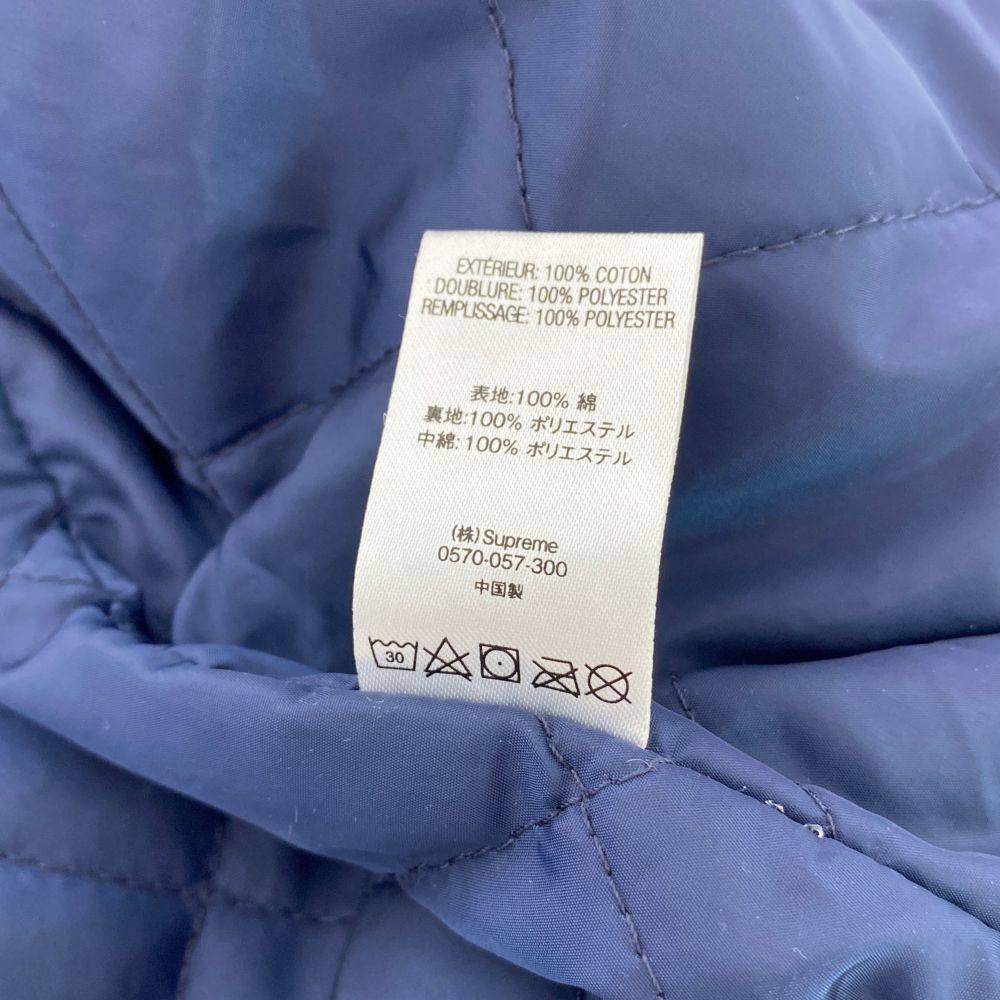 EXTÉRIEUR: 100% COTON
DOUBLURE: 100% POLYESTER
REMPLISSAGE: 100% POLYESTER
表地:100% 綿
裏地:100% ポリエステル
中綿:100% ポリエステル
(株)Supreme
0570-057-300
中国製
30